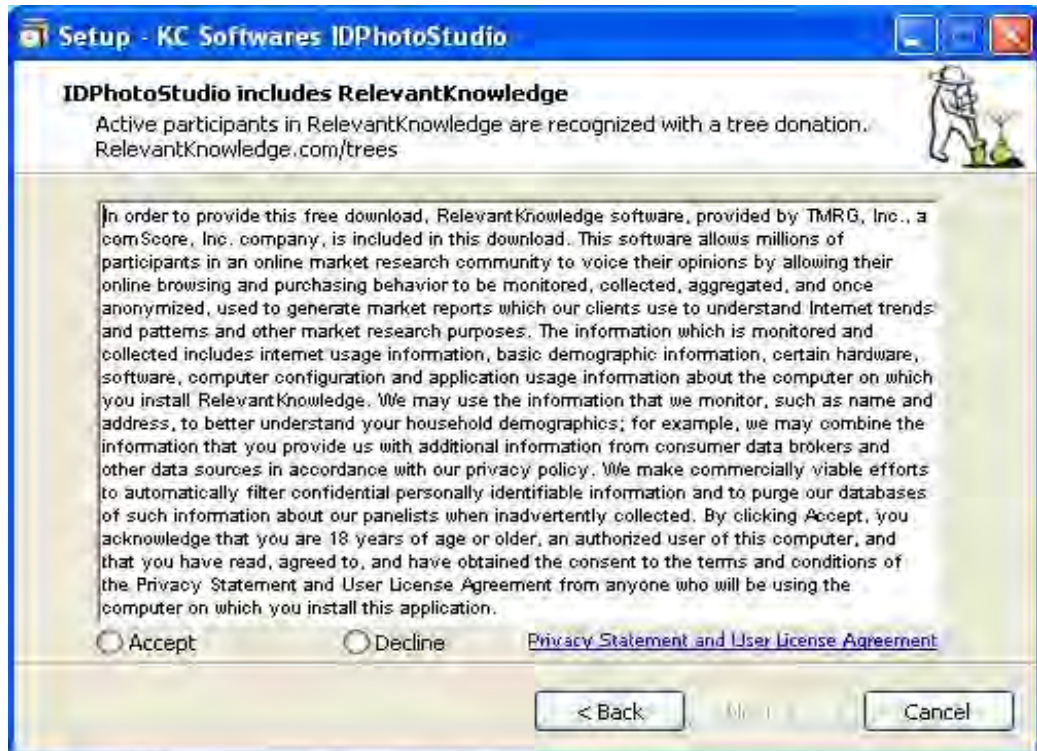 Setup - KC Softwares IDPhotoStudio
IDPhotoStudio includes RelevantKnowledge
Active participants in RelevantKnowledge are recognized with a tree donation.
RelevantKnowledge.com/trees
In order to provide this free download, RelevantKnowledge software, provided by TMRG, Inc., a
comScore, Inc. company, is included in this download. This software allows millions of
participants in an online market research community to voice their opinions by allowing their
online browsing and purchasing behavior to be monitored, collected, aggregated, and once
anonymized, used to generate market reports which our clients use to understand Internet trends
and patterns and other market research purposes. The information which is monitored and
collected includes internet usage information, basic demographic information, certain hardware,
software, computer configuration and application usage information about the computer on which
you install RelevantKnowledge. We may use the information that we monitor, such as name and
address, to better understand your household demographics; for example, we may combine the
information that you provide us with additional information from consumer data brokers and
other data sources in accordance with our privacy policy. We make commercially viable efforts
to automatically filter confidential personally identifiable information and to purge our databases
of such information about our panelists when inadvertently collected. By clicking Accept, you
acknowledge that you are 18 years of age or older, an authorized user of this computer, and
that you have read, agreed to, and have obtained the consent to the terms and conditions of
the Privacy Statement and User License Agreement from anyone who will be using the
computer on which you install this application.
Accept Decline Privacy Statement and User License Agreement
< Back Cancel